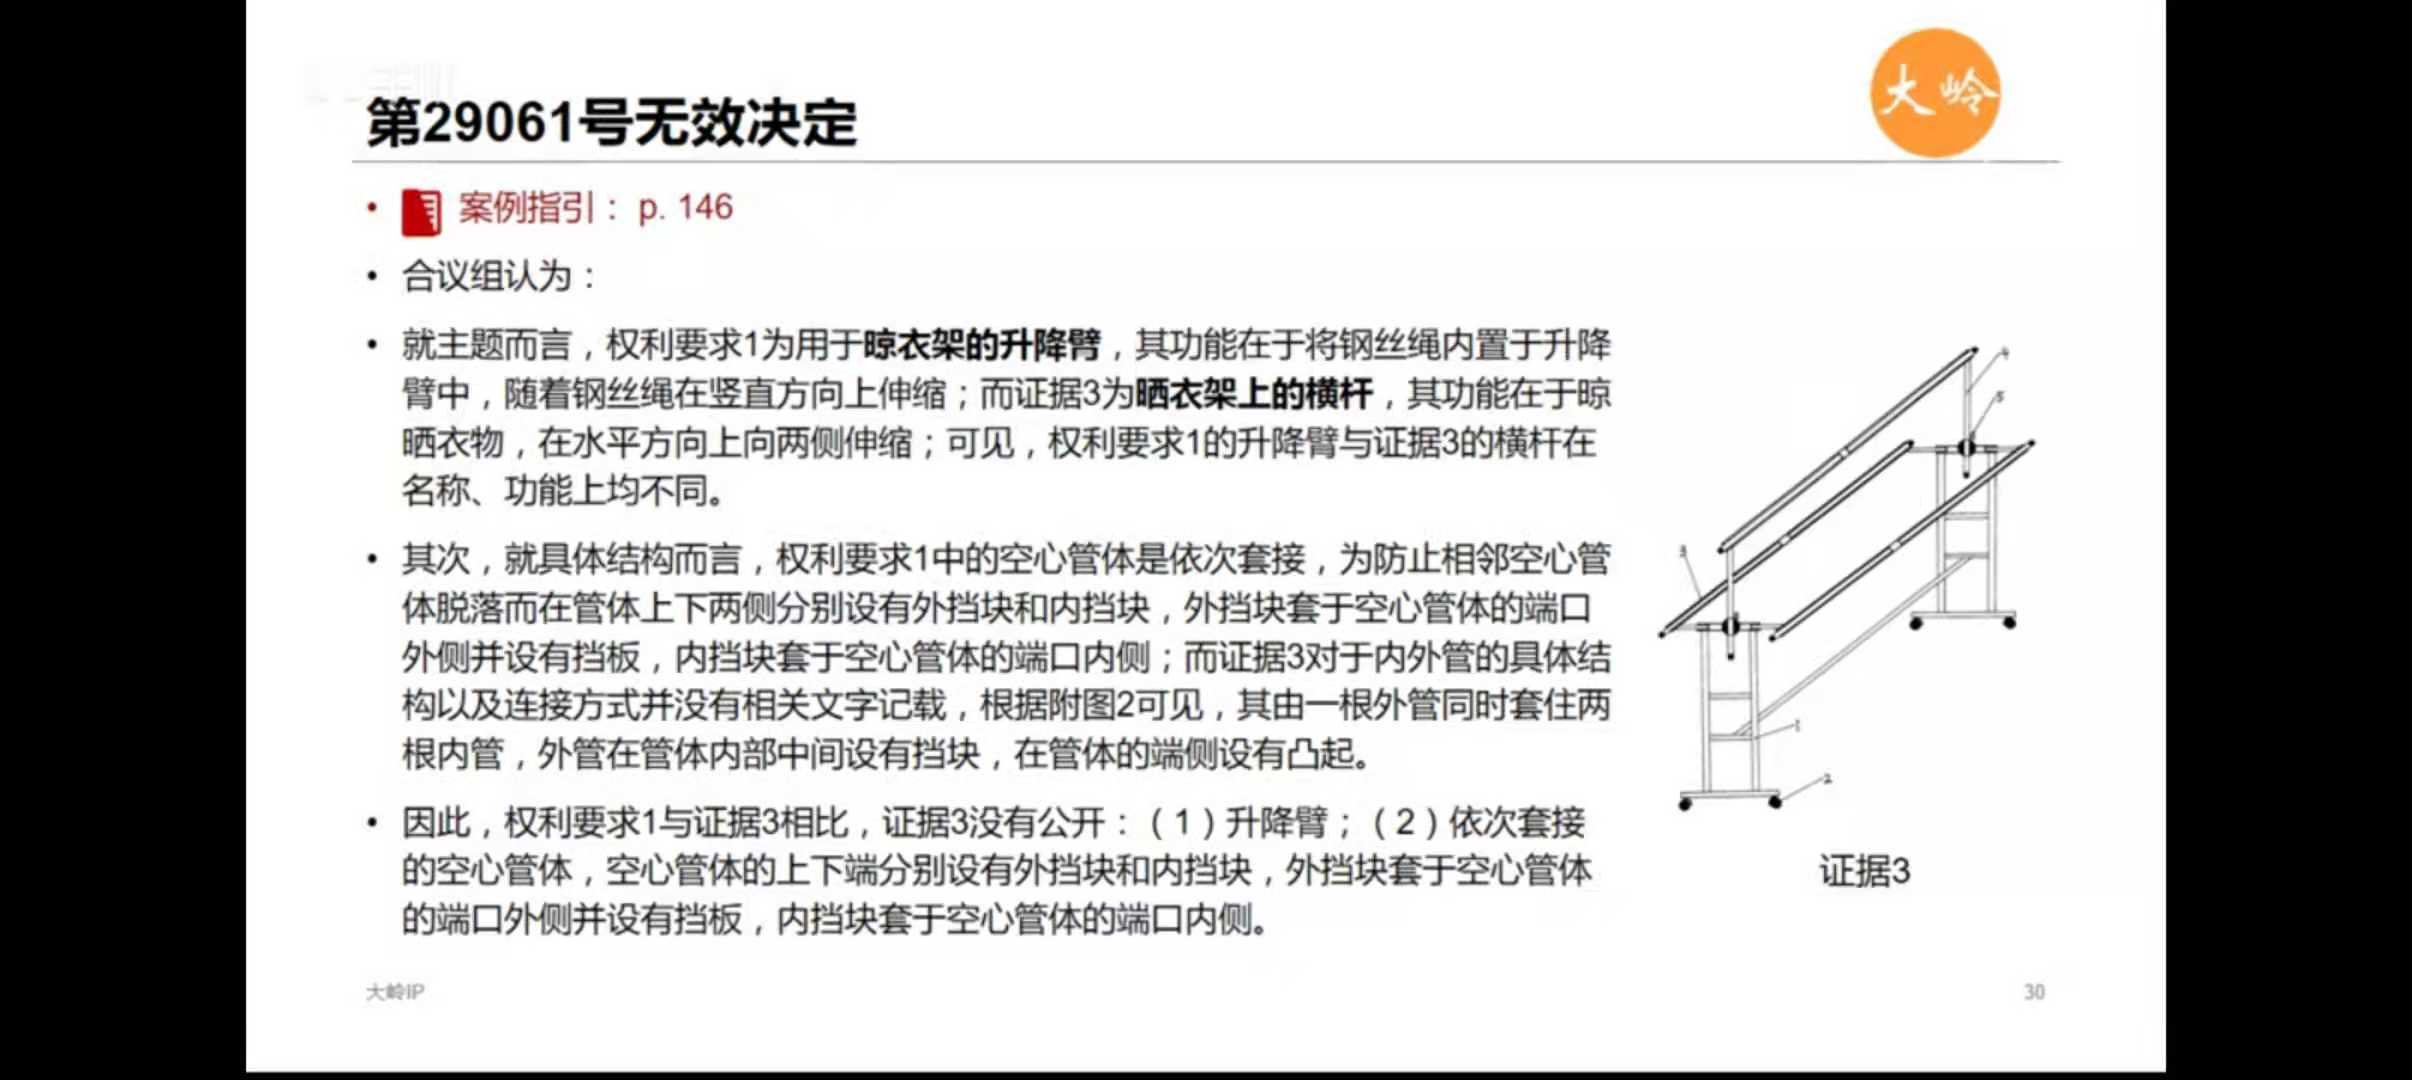 大岭
第29061号无效决定
• 案例指引： p. 146
• 合议组认为：
• 就主题而言，权利要求1为用于晾衣架的升降臂，其功能在于将钢丝绳内置于升降
臂中，随着钢丝绳在竖直方向上伸缩；而证据3为晒衣架上的横杆，其功能在于晾
晒衣物，在水平方向上向两侧伸缩；可见，权利要求1的升降臂与证据3的横杆在
名称、功能上均不同。
• 其次，就具体结构而言，权利要求1中的空心管体是依次套接，为防止相邻空心管
体脱落而在管体上下两侧分别设有外挡块和内挡块，外挡块套于空心管体的端口
外侧并设有挡板，内挡块套于空心管体的端口内侧；而证据3对于内外管的具体结
构以及连接方式并没有相关文字记载，根据附图2可见，其由一根外管同时套住两
根内管，外管在管体内部中间设有挡块，在管体的端侧设有凸起。
• 因此，权利要求1与证据3相比，证据3没有公开：（1）升降臂；（2）依次套接
的空心管体，空心管体的上下端分别设有外挡块和内挡块，外挡块套于空心管体
的端口外侧并设有挡板，内挡块套于空心管体的端口内侧。
4
5
3
1
2
证据3
大岭IP
30